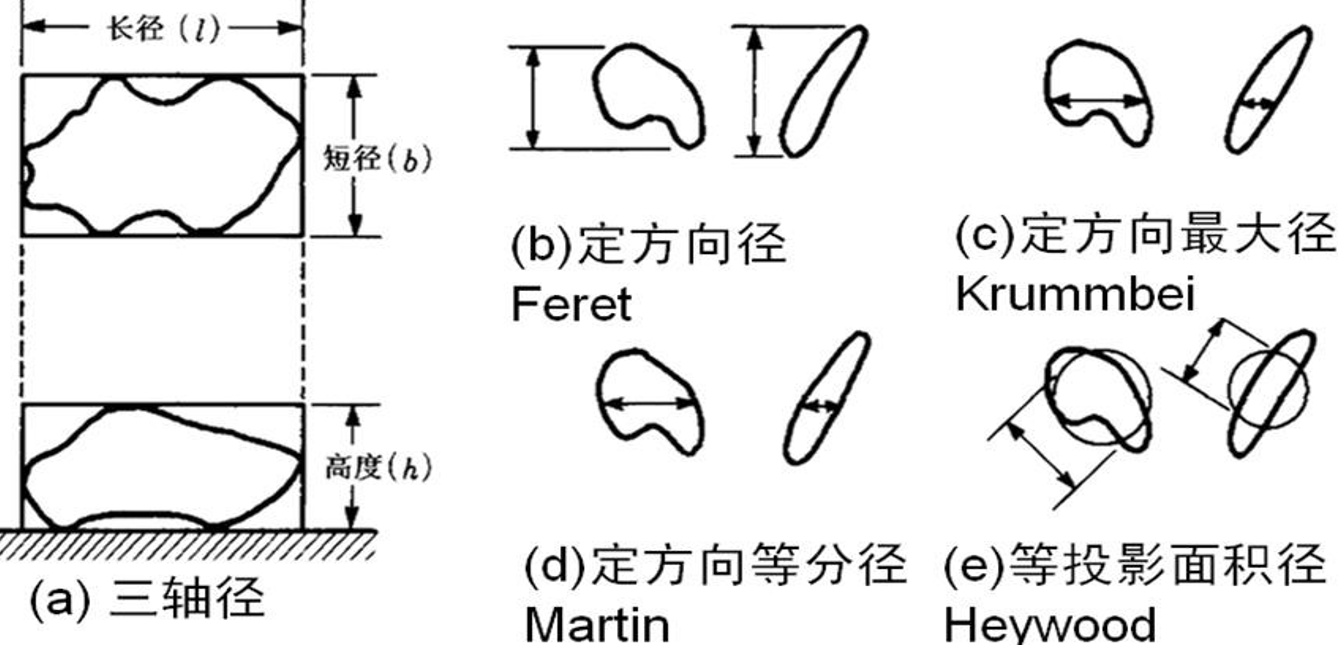 长径(l)
短径(b)
高度(h)
(a) 三轴径
(b)定方向径
Feret
(c)定方向最大径
Krummbei
(d)定方向等分径
Martin
(e)等投影面积径
Heywood